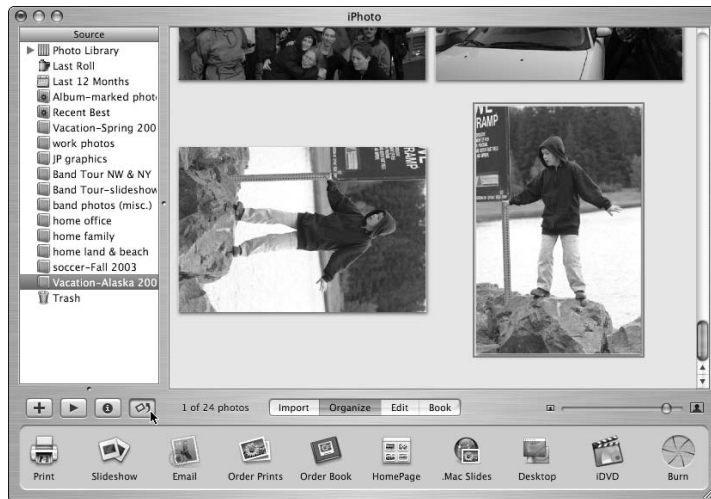 iPhoto
Source
Photo Library
Last Roll
Last 12 Months
Album-marked phot
Recent Best
Vacation-Spring 200
work photos
JP graphics
Band Tour NW & NY
Band Tour-slideshow
band photos (misc.)
home office
home family
home land & beach
soccer-Fall 2003
Vacation-Alaska 200
Trash
RAMP
RAMP
1 of 24 photos
Import
Organize
Edit
Book
Print
Slideshow
Email
Order Prints
Order Book
HomePage
.Mac Slides
Desktop
iDVD
Burn